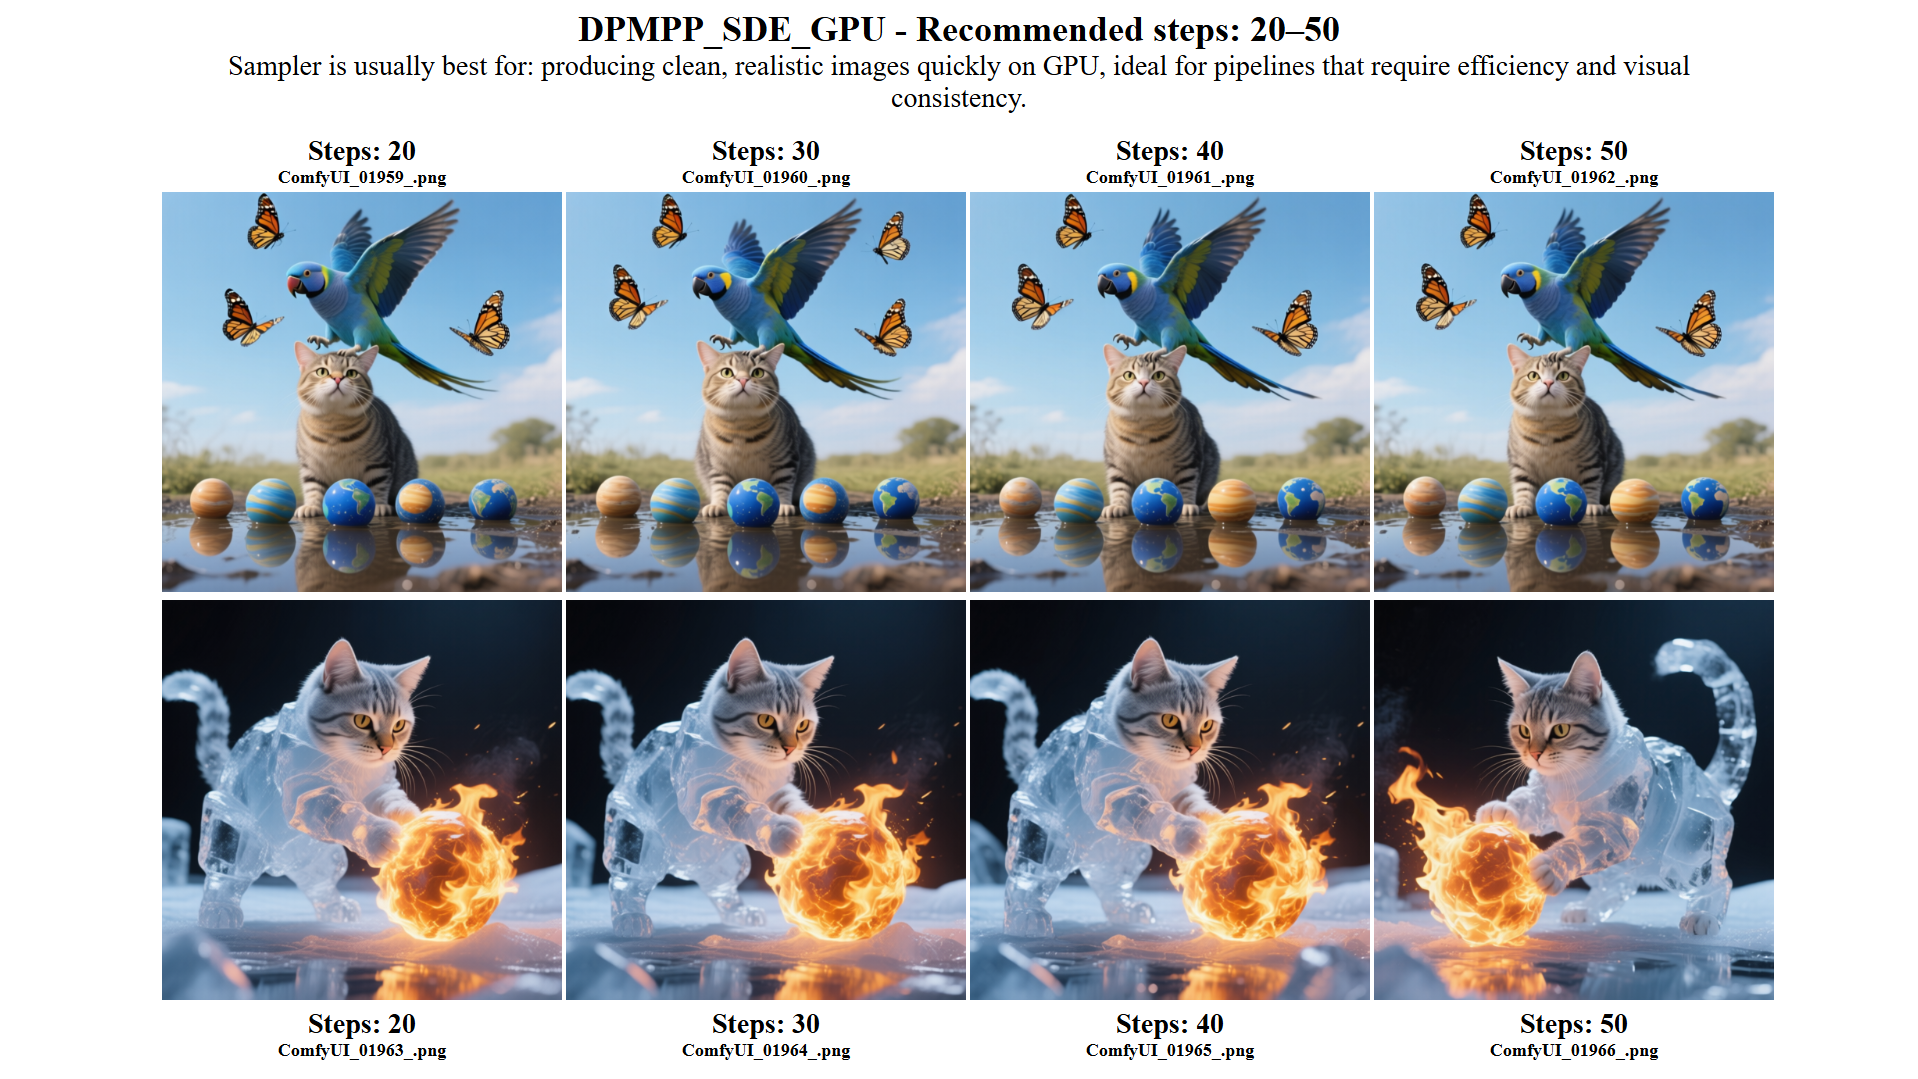 DPMPP_SDE_GPU - Recommended steps: 20–50
Sampler is usually best for: producing clean, realistic images quickly on GPU, ideal for pipelines that require efficiency and visual
consistency.
Steps: 20
ComfyUI_01959_.png
Steps: 30
ComfyUI_01960_.png
Steps: 40
ComfyUI_01961_.png
Steps: 50
ComfyUI_01962_.png
Steps: 20
ComfyUI_01963_.png
Steps: 30
ComfyUI_01964_.png
Steps: 40
ComfyUI_01965_.png
Steps: 50
ComfyUI_01966_.png